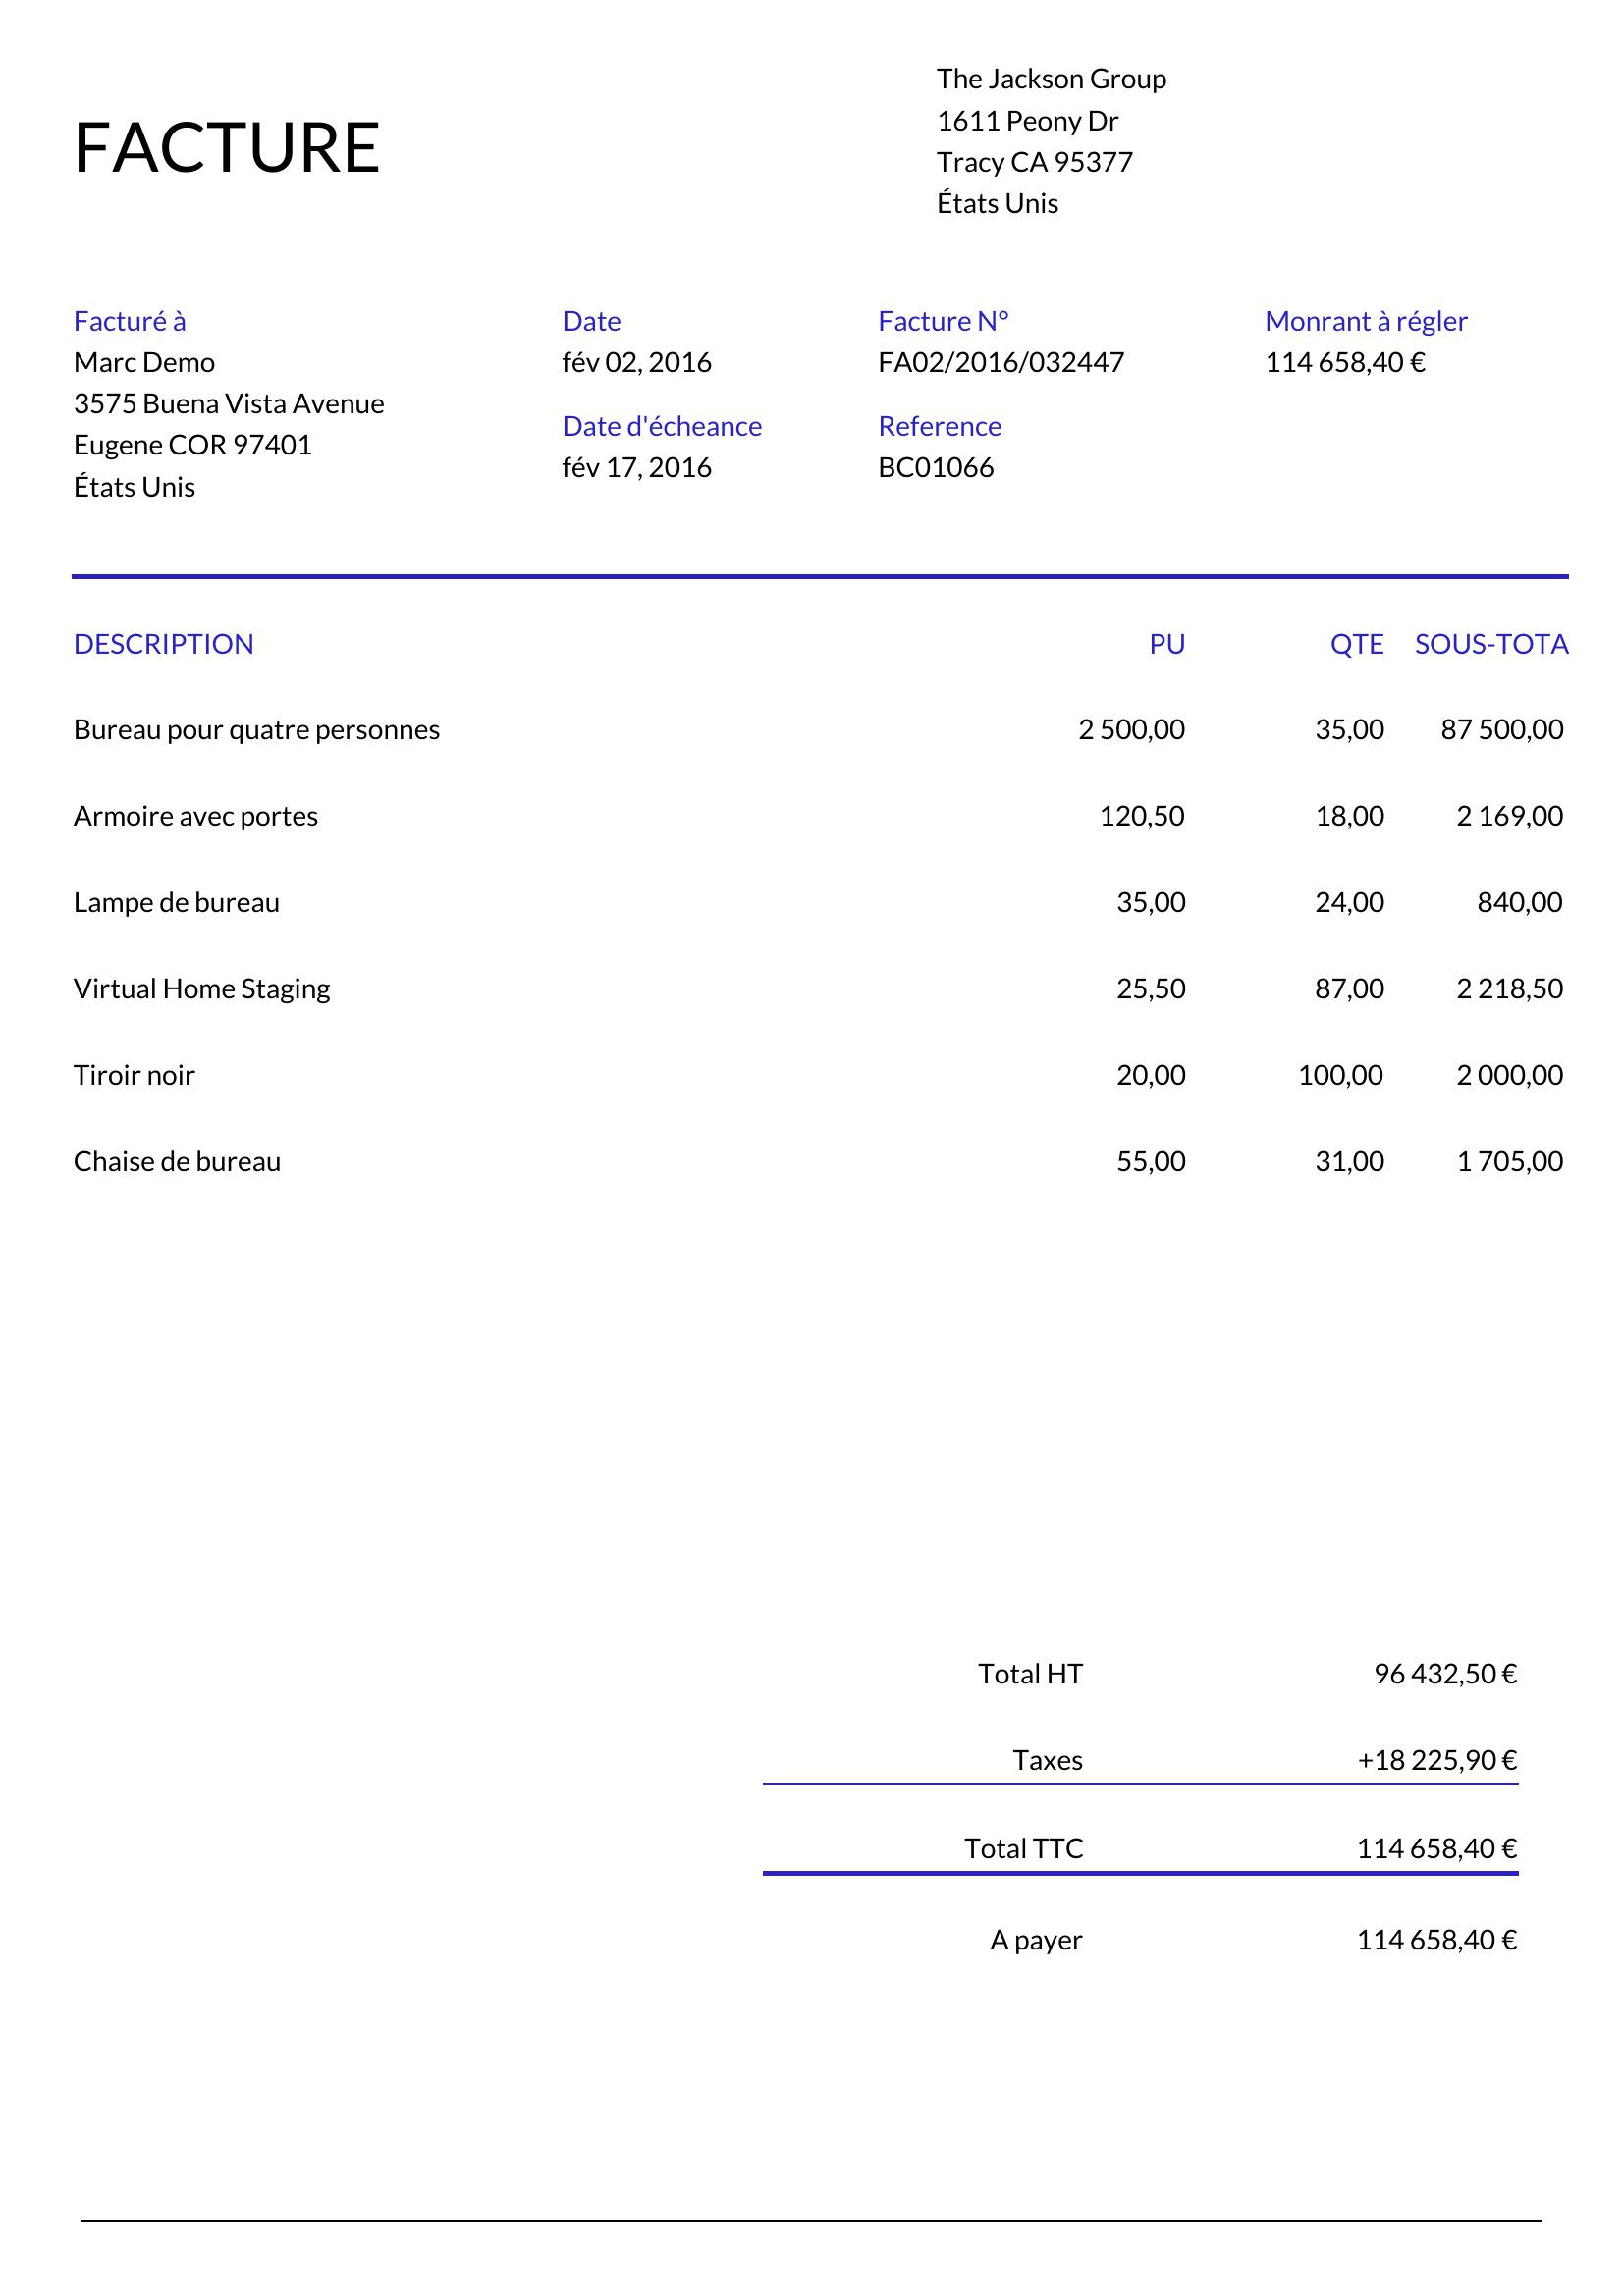 The Jackson Group
1611 Peony Dr
Tracy CA 95377
États Unis
FACTURE
Facturé à
Marc Demo
3575 Buena Vista Avenue
Eugene COR 97401
États Unis
Date
fév 02, 2016
Date d'écheance
fév 17, 2016
Facture N°
FA02/2016/032447
Reference
BC01066
Monrant à régler
114 658,40 €
DESCRIPTION PU QTE SOUS-TOTA
Bureau pour quatre personnes 2 500,00 35,00 87 500,00
Armoire avec portes 120,50 18,00 2 169,00
Lampe de bureau 35,00 24,00 840,00
Virtual Home Staging 25,50 87,00 2 218,50
Tiroir noir 20,00 100,00 2 000,00
Chaise de bureau 55,00 31,00 1 705,00
Total HT 96 432,50 €
Taxes +18 225,90 €
Total TTC 114 658,40 €
A payer 114 658,40 €